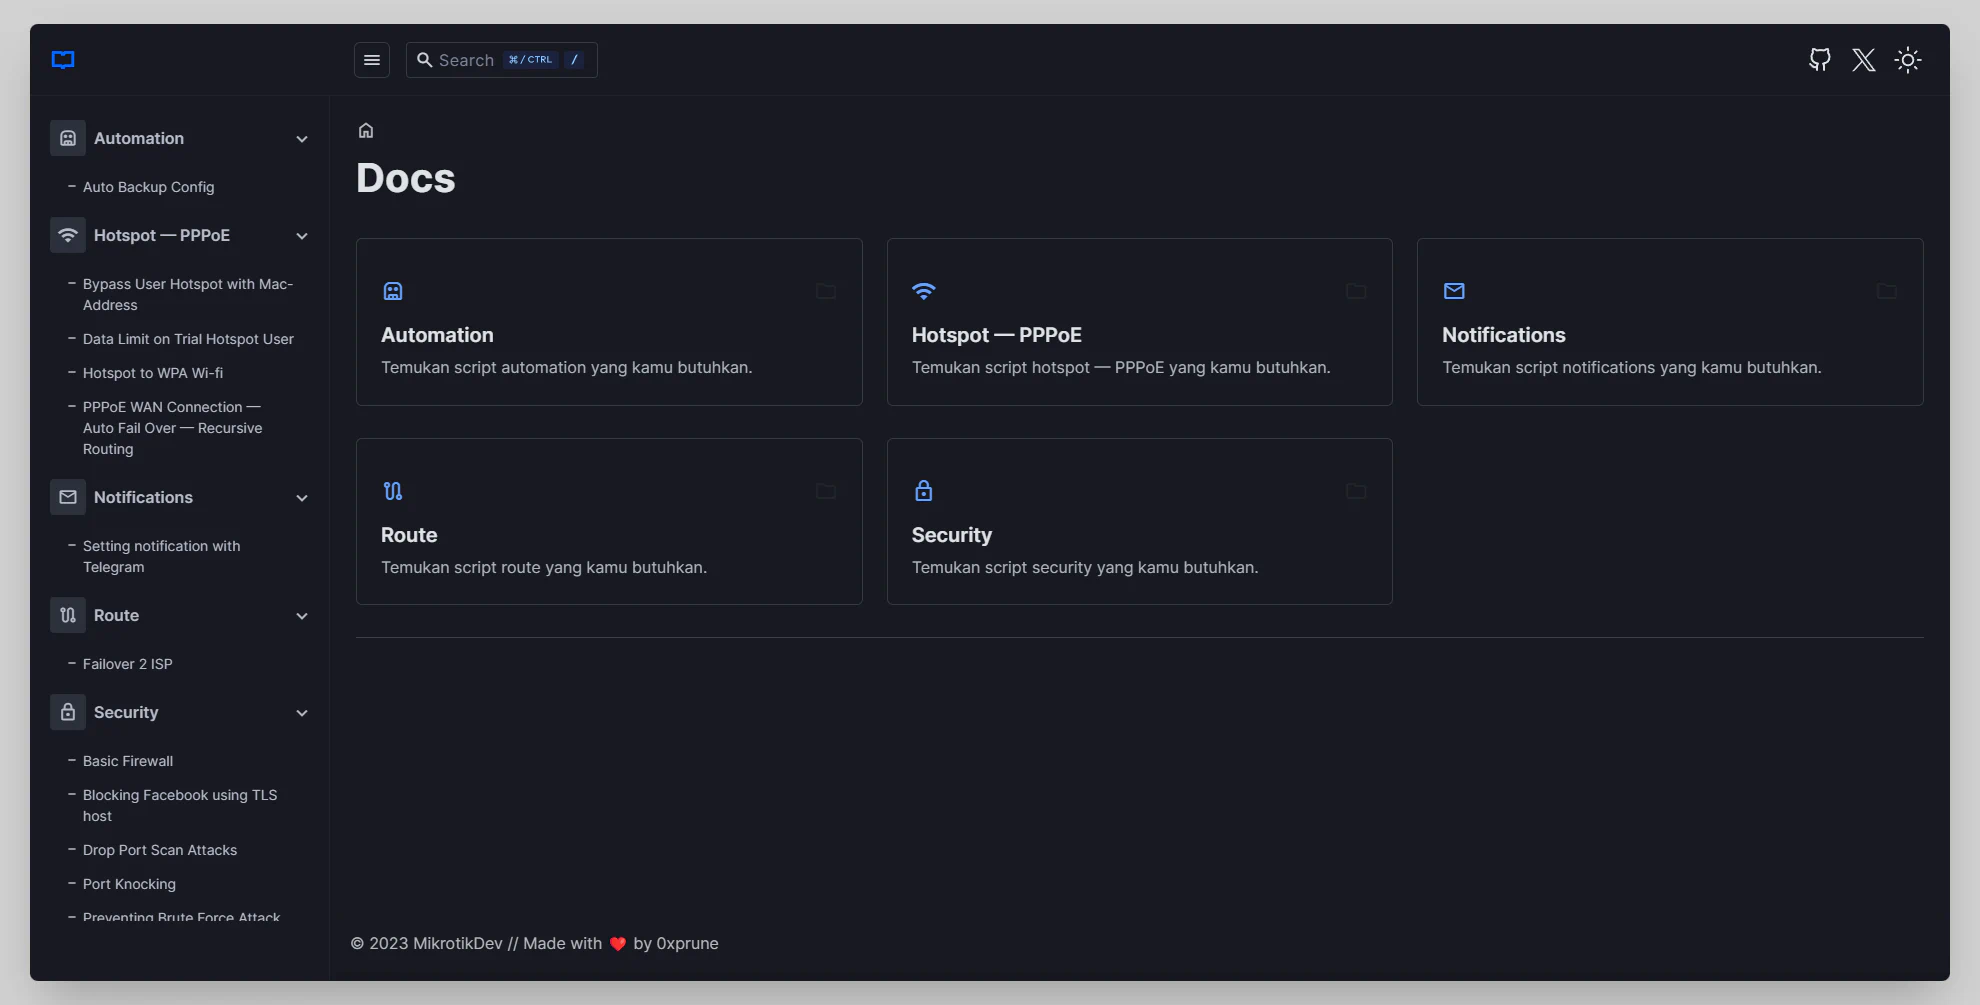 Search ⌘/CTRL /
Automation
– Auto Backup Config
Hotspot — PPPoE
– Bypass User Hotspot with Mac-
Address
– Data Limit on Trial Hotspot User
– Hotspot to WPA Wi-fi
– PPPoE WAN Connection —
Auto Fail Over — Recursive
Routing
Notifications
– Setting notification with
Telegram
Route
– Failover 2 ISP
Security
– Basic Firewall
– Blocking Facebook using TLS
host
– Drop Port Scan Attacks
– Port Knocking
– Preventing Brute Force Attack
Docs
Automation
Temukan script automation yang kamu butuhkan.
Hotspot — PPPoE
Temukan script hotspot — PPPoE yang kamu butuhkan.
Notifications
Temukan script notifications yang kamu butuhkan.
Route
Temukan script route yang kamu butuhkan.
Security
Temukan script security yang kamu butuhkan.
© 2023 MikrotikDev // Made with ❤️ by 0xprune